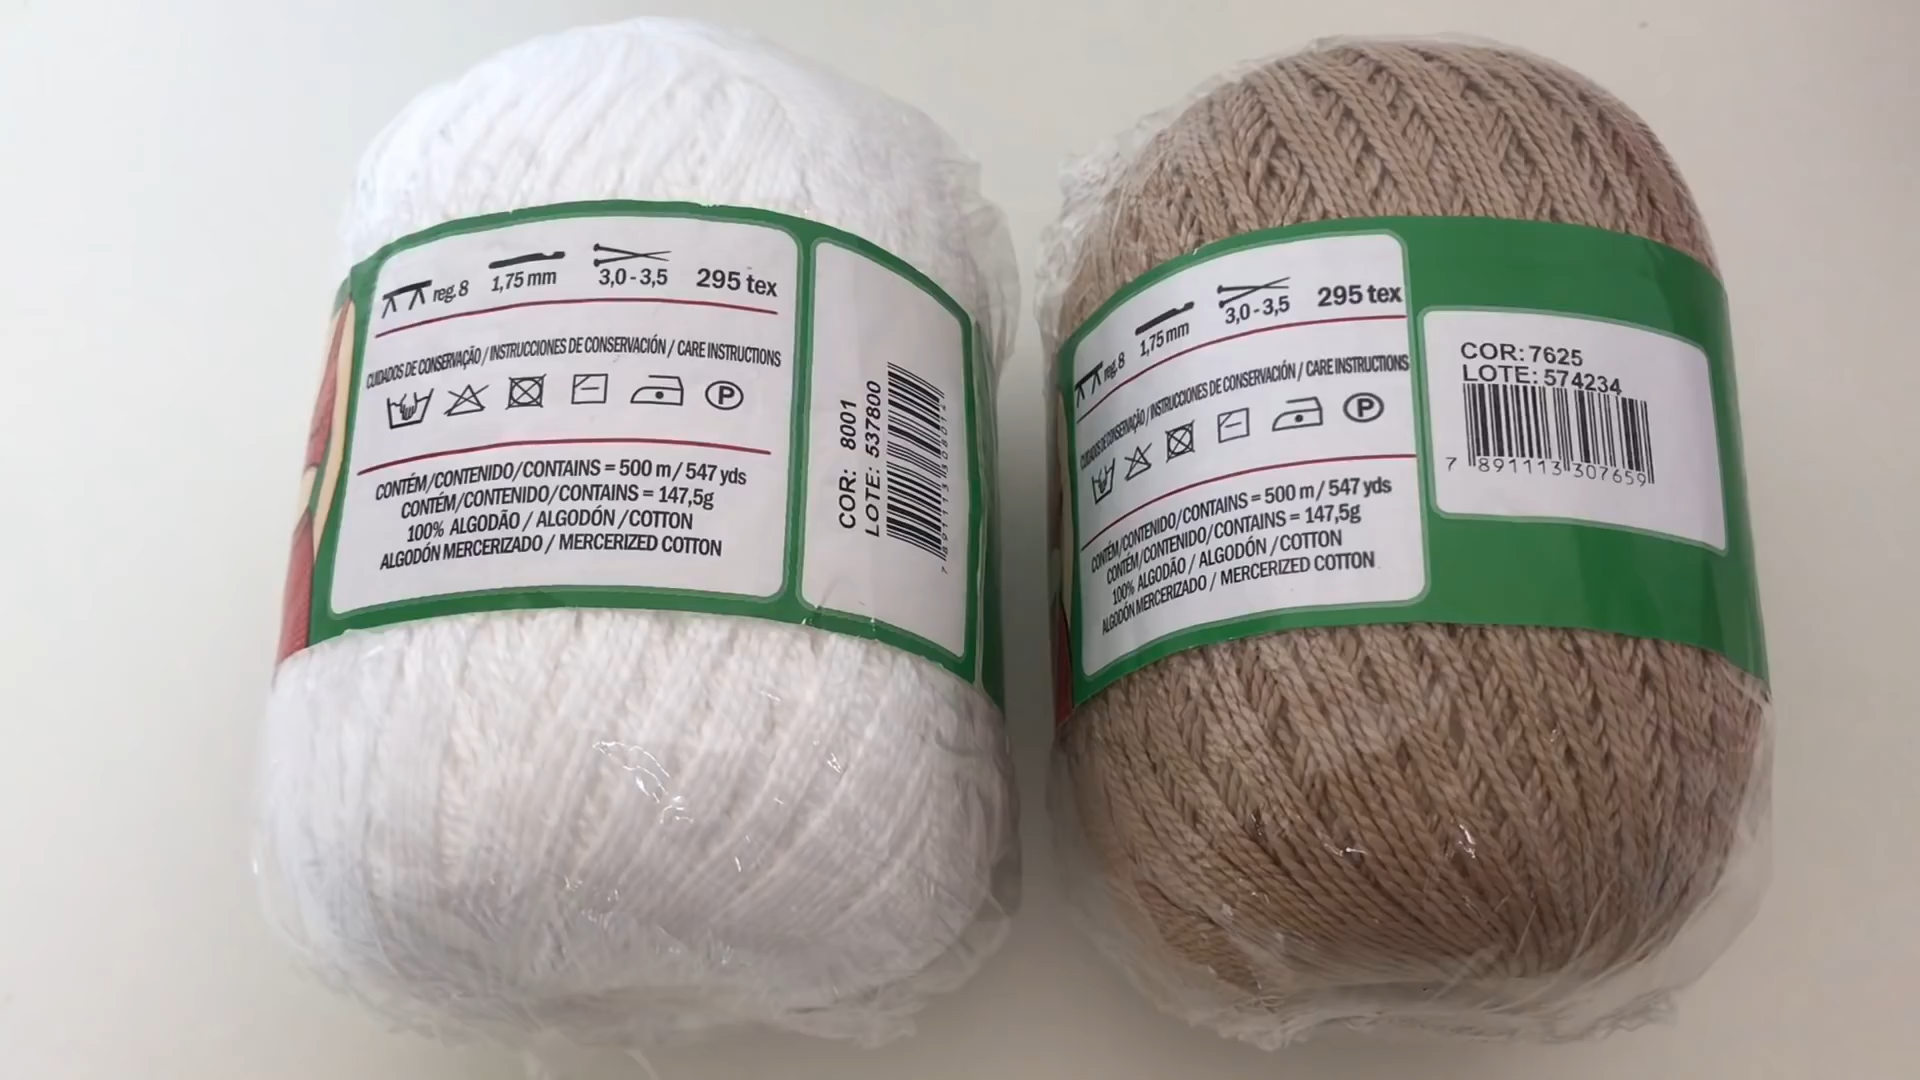 reg. 8 1,75 mm 3,0 - 3,5 295 tex
CUIDADOS DE CONSERVAÇÃO / INSTRUCCIONES DE CONSERVACIÓN / CARE INSTRUCTIONS
P
CONTÉM/CONTENIDO/CONTAINS = 500 m / 547 yds
CONTÉM/CONTENIDO/CONTAINS = 147,5g
100% ALGODÃO / ALGODÓN /COTTON
ALGODÓN MERCERIZADO / MERCERIZED COTTON
COR: 8001
LOTE: 537800
reg. 8 1,75 mm 3,0 - 3,5 295 tex
CUIDADOS DE CONSERVAÇÃO / INSTRUCCIONES DE CONSERVACIÓN / CARE INSTRUCTIONS
P
CONTÉM/CONTENIDO/CONTAINS = 500 m / 547 yds
CONTÉM/CONTENIDO/CONTAINS = 147,5g
100% ALGODÃO / ALGODÓN /COTTON
ALGODÓN MERCERIZADO / MERCERIZED COTTON
COR: 7625
LOTE: 574234
7 891113 307659